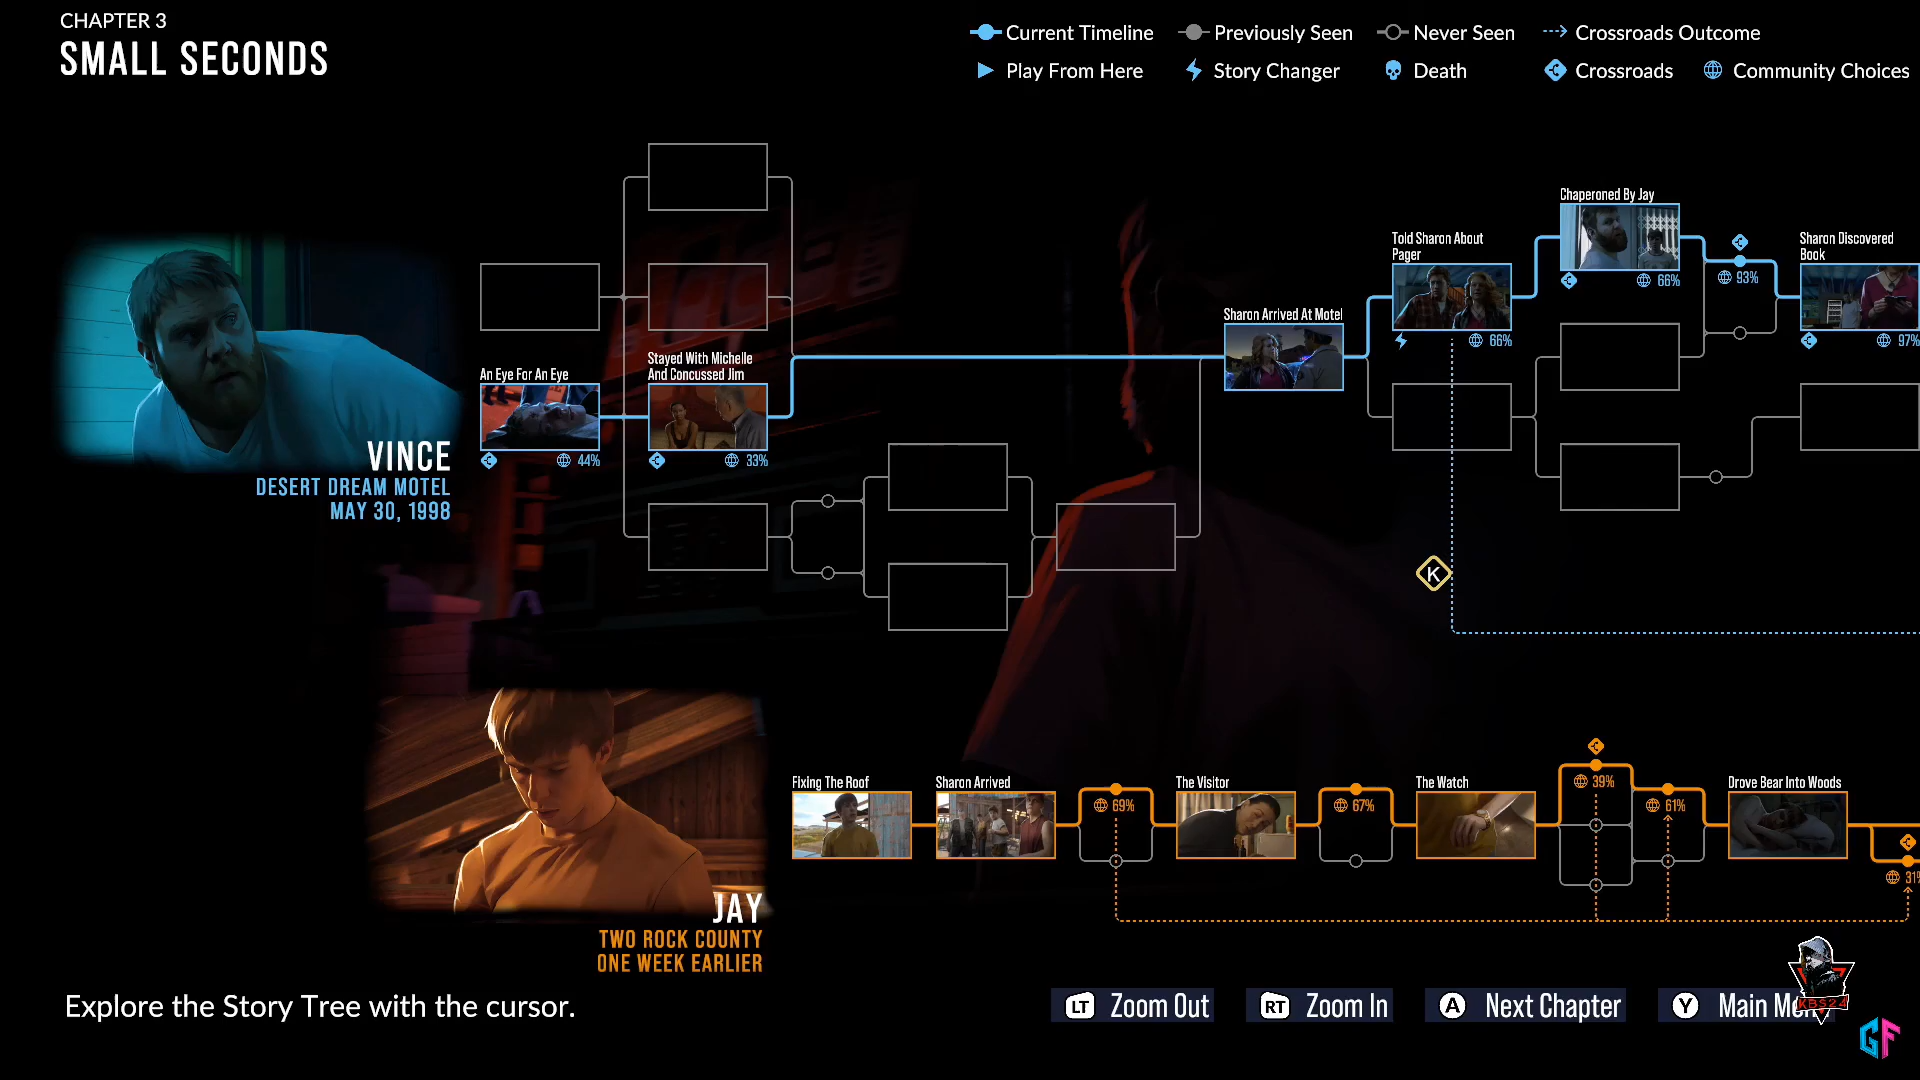 CHAPTER 3
SMALL SECONDS
Current Timeline
Previously Seen
Never Seen
Crossroads Outcome
Play From Here
Story Changer
Death
Crossroads
Community Choices
VINCE
DESERT DREAM MOTEL
MAY 30, 1998
An Eye For An Eye
44%
Stayed With Michelle
And Concussed Jim
33%
Sharon Arrived At Motel
Told Sharon About
Pager
66%
Chaperoned By Jay
66%
93%
Sharon Discovered
Book
97%
K
JAY
TWO ROCK COUNTY
ONE WEEK EARLIER
Fixing The Roof
Sharon Arrived
69%
The Visitor
67%
The Watch
39%
61%
Drove Bear Into Woods
31%
Explore the Story Tree with the cursor.
LT Zoom Out
RT Zoom In
A Next Chapter
Y Main
KBS24
GF